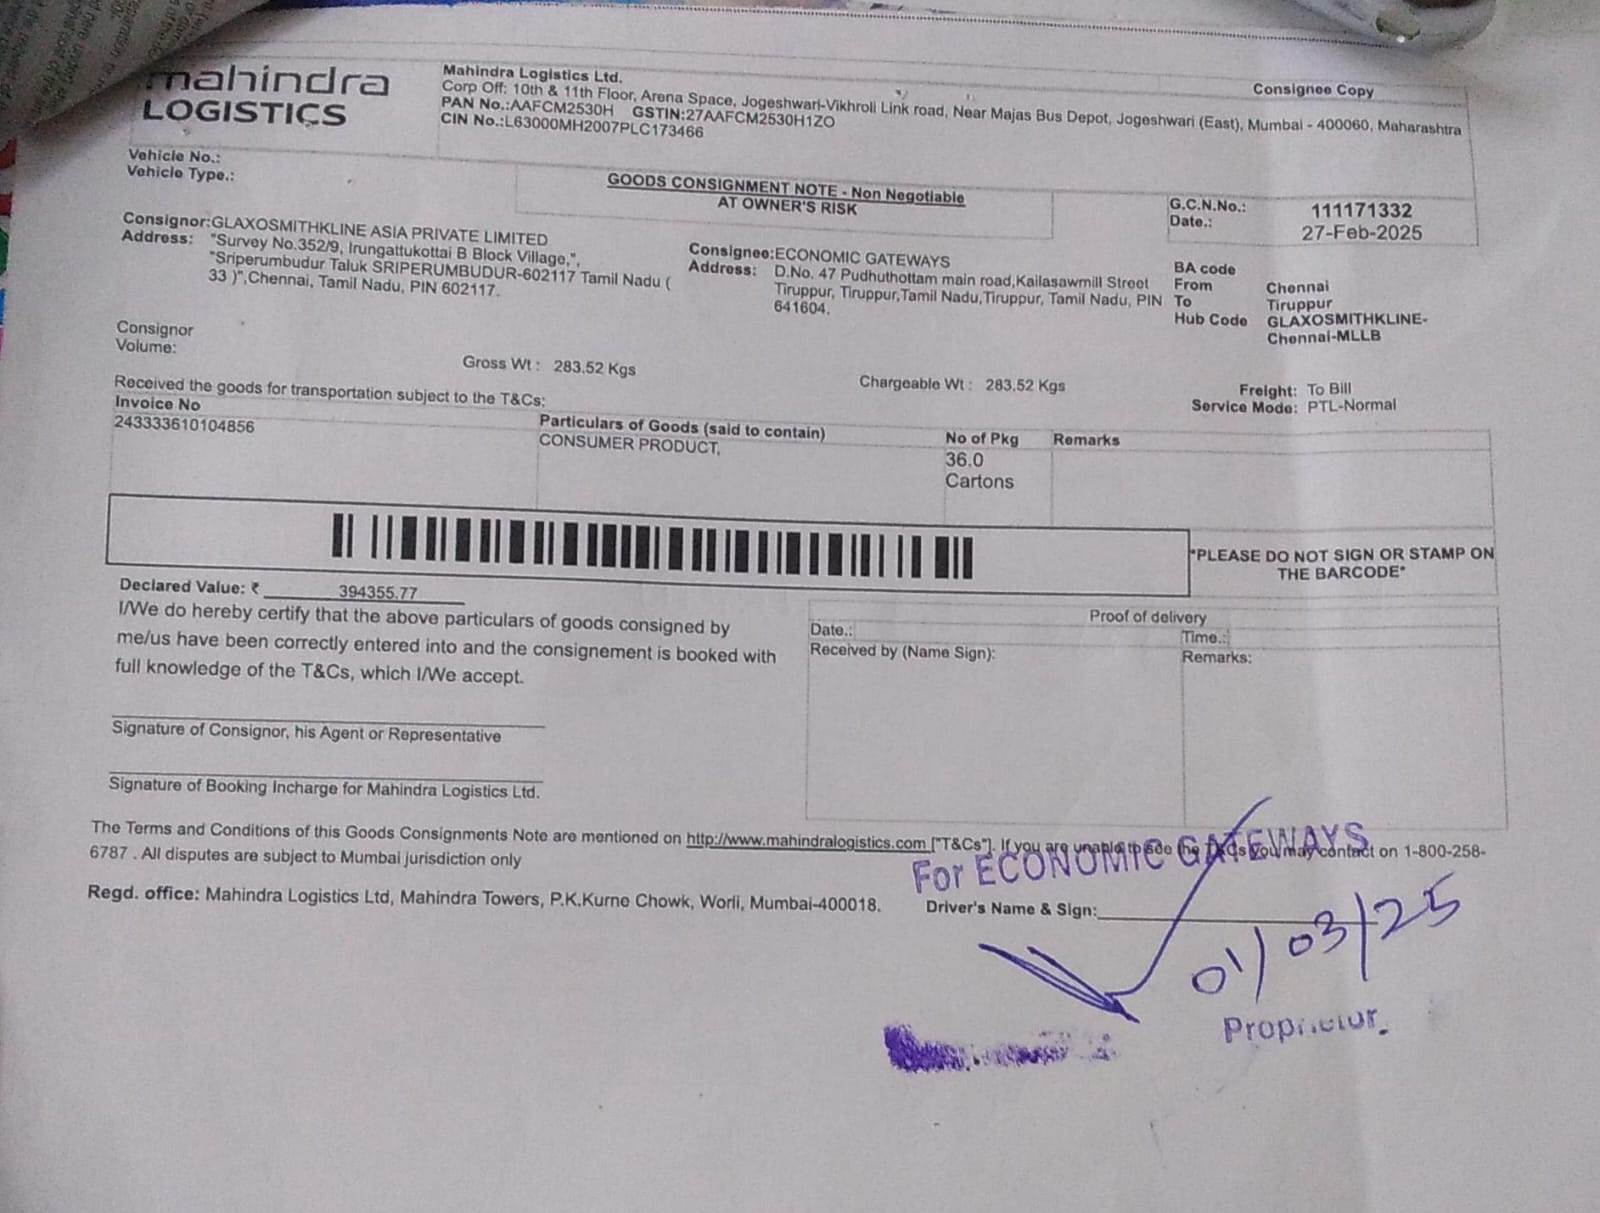 mahindra
LOGISTICS
Mahindra Logistics Ltd.
Corp Off: 10th & 11th Floor, Arena Space, Jogeshwari-Vikhroli Link road, Near Majas Bus Depot, Jogeshwari (East), Mumbai - 400060, Maharashtra
PAN No.:AAFCM2530H GSTIN:27AAFCM2530H1ZO
CIN No.:L63000MH2007PLC173466
Consignee Copy
Vehicle No.:
Vehicle Type.:
GOODS CONSIGNMENT NOTE - Non Negotiable
AT OWNER'S RISK
G.C.N.No.: 111171332
Date.: 27-Feb-2025
Consignor:GLAXOSMITHKLINE ASIA PRIVATE LIMITED
Address: "Survey No.352/9, Irungattukottai B Block Village,",
"Sriperumbudur Taluk SRIPERUMBUDUR-602117 Tamil Nadu (
33 )",Chennai, Tamil Nadu, PIN 602117.
Consignee:ECONOMIC GATEWAYS
Address: D.No. 47 Pudhuthottam main road,Kailasawmill Street
Tiruppur, Tiruppur,Tamil Nadu,Tiruppur, Tamil Nadu, PIN
641604.
BA code
From Chennai
To Tiruppur
Hub Code GLAXOSMITHKLINE-
Chennai-MLLB
Consignor
Volume:
Gross Wt : 283.52 Kgs
Chargeable Wt : 283.52 Kgs
Freight: To Bill
Service Mode: PTL-Normal
Received the goods for transportation subject to the T&Cs:
Invoice No
243333610104856
Particulars of Goods (said to contain)
CONSUMER PRODUCT,
No of Pkg
36.0
Cartons
Remarks
*PLEASE DO NOT SIGN OR STAMP ON
THE BARCODE*
Declared Value: ₹ 394355.77
I/We do hereby certify that the above particulars of goods consigned by
me/us have been correctly entered into and the consignement is booked with
full knowledge of the T&Cs, which I/We accept.
Proof of delivery
Date.:
Time.:
Received by (Name Sign):
Remarks:
Signature of Consignor, his Agent or Representative
Signature of Booking Incharge for Mahindra Logistics Ltd.
The Terms and Conditions of this Goods Consignments Note are mentioned on http://www.mahindralogistics.com ["T&Cs"]. If you are unable to see the T&Cs you may contact on 1-800-258-
6787 . All disputes are subject to Mumbai jurisdiction only
For ECONOMIC GATEWAYS
Regd. office: Mahindra Logistics Ltd, Mahindra Towers, P.K.Kurne Chowk, Worli, Mumbai-400018.
Driver's Name & Sign:
01/03/25
Proprietor.